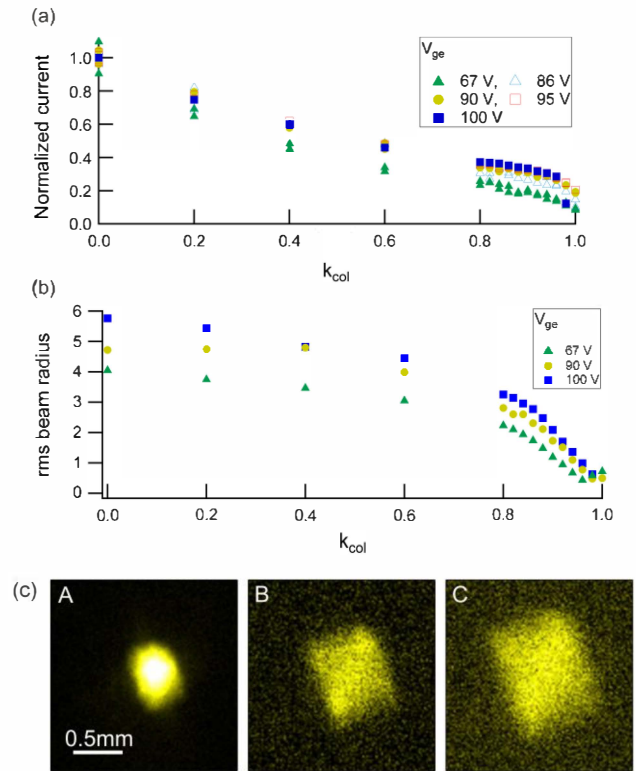 (a)
Normalized current
1.0
0.8
0.6
0.4
0.2
0.0
V_ge
67 V,
86 V
90 V,
95 V
100 V
0.0
0.2
0.4
0.6
0.8
1.0
k_col
(b)
rms beam radius
6
5
4
3
2
1
0
V_ge
67 V
90 V
100 V
0.0
0.2
0.4
0.6
0.8
1.0
k_col
(c)
A
B
C
0.5mm